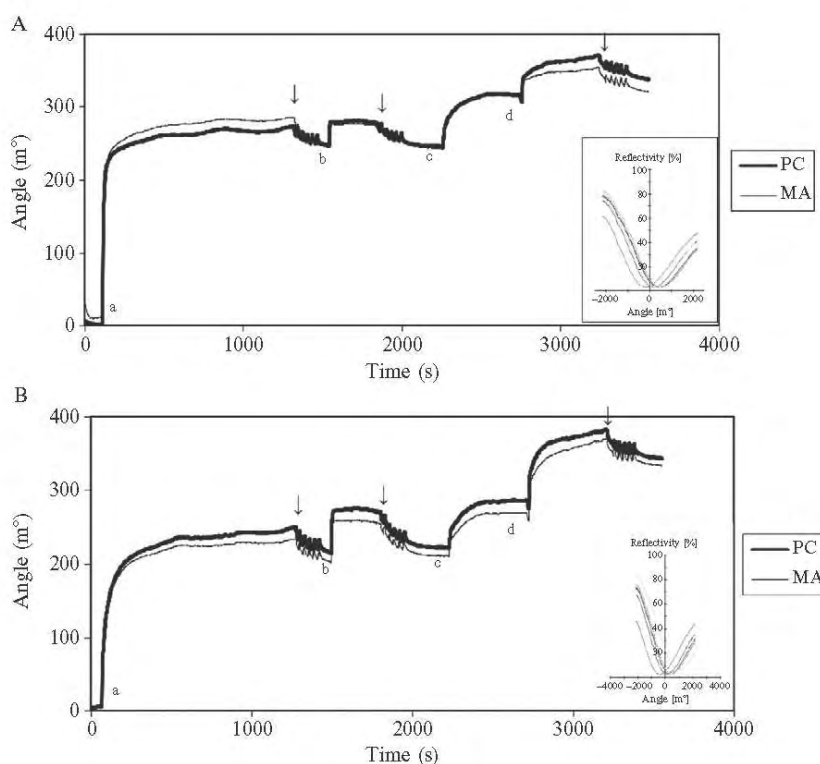 A
400
300
200
100
0
Angle (m°)
a
b
c
d
0 1000 2000 3000 4000
Time (s)
Reflectivity [%]
100
80
60
40
20
−2000 0 2000
Angle [m°]
PC
MA
B
400
300
200
100
0
Angle (m°)
a
b
c
d
0 1000 2000 3000 4000
Time (s)
Reflectivity [%]
100
80
60
40
20
−4000 −2000 0 2000 4000
Angle [m°]
PC
MA